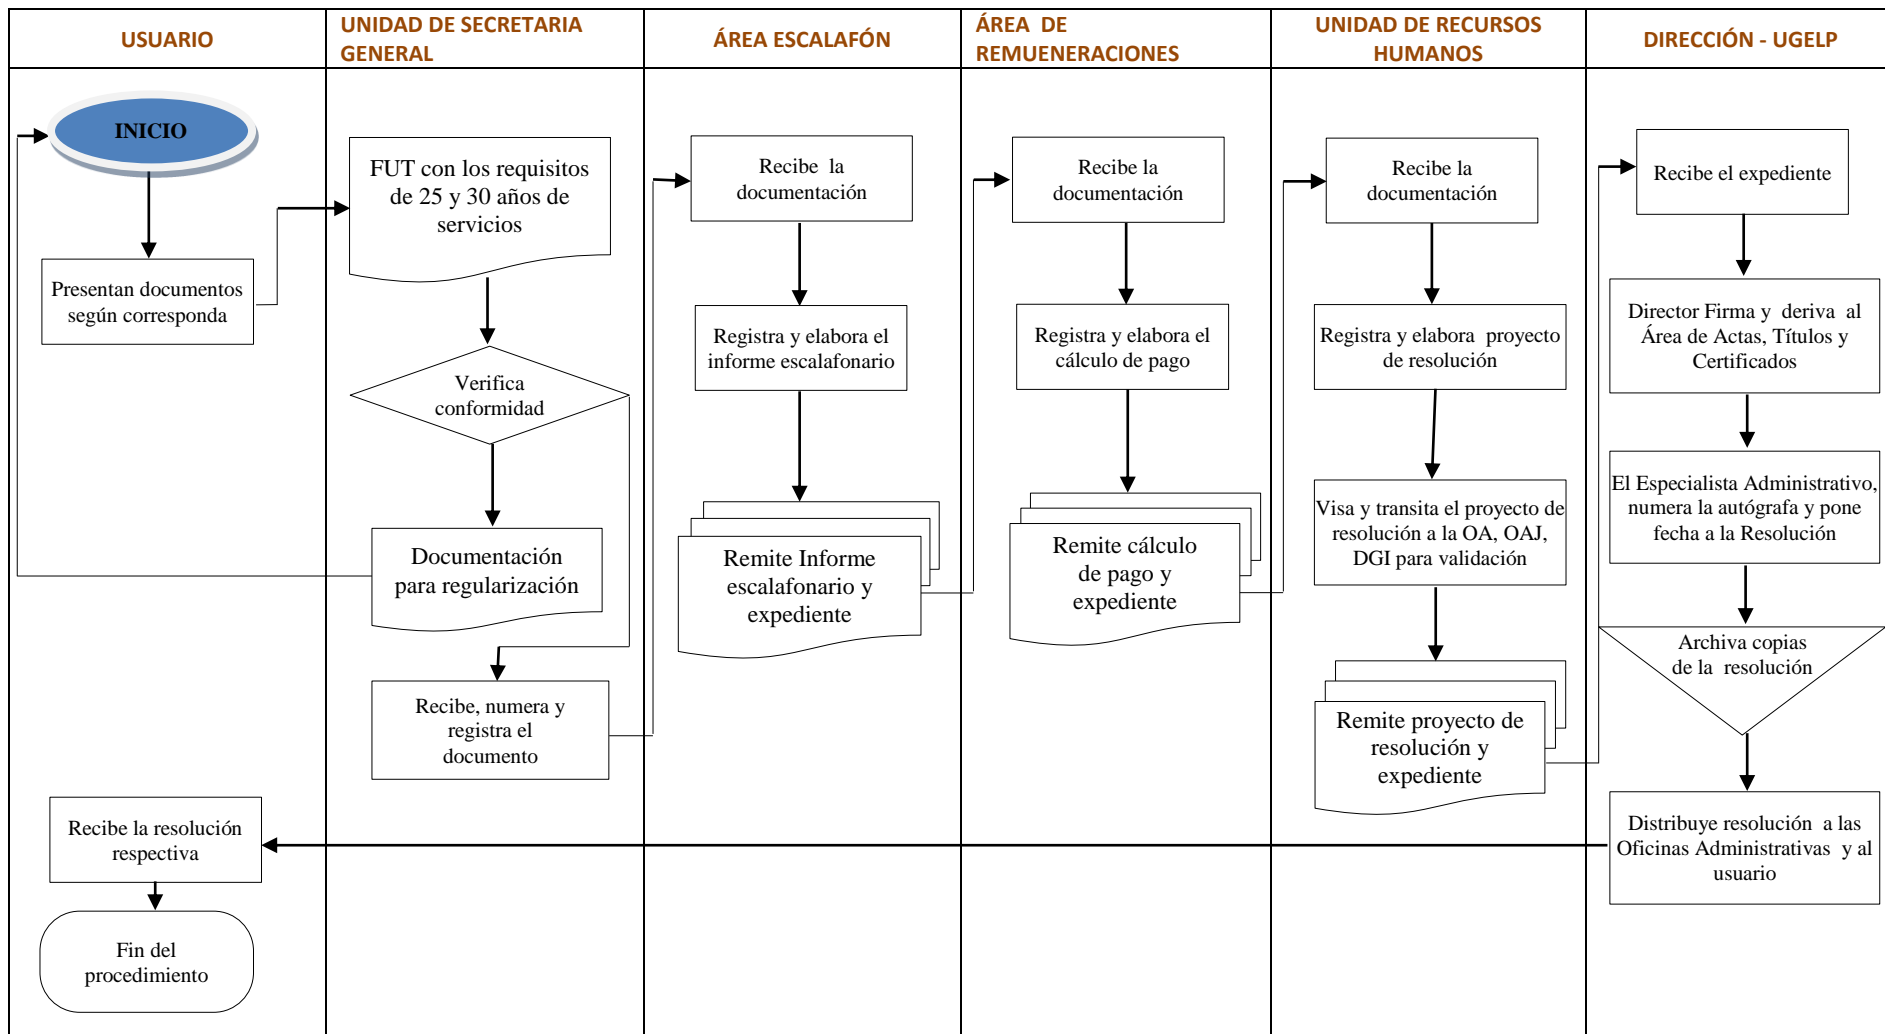 USUARIO
UNIDAD DE SECRETARIA
GENERAL
ÁREA ESCALAFÓN
ÁREA DE
REMUENERACIONES
UNIDAD DE RECURSOS
HUMANOS
DIRECCIÓN - UGELP
INICIO
Presentan documentos
según corresponda
Recibe la resolución
respectiva
Fin del
procedimiento
FUT con los requisitos
de 25 y 30 años de
servicios
Verifica
conformidad
Documentación
para regularización
Recibe, numera y
registra el
documento
Recibe la
documentación
Registra y elabora el
informe escalafonario
Remite Informe
escalafonario y
expediente
Recibe la
documentación
Registra y elabora el
cálculo de pago
Remite cálculo
de pago y
expediente
Recibe la
documentación
Registra y elabora proyecto
de resolución
Visa y transita el proyecto de
resolución a la OA, OAJ,
DGI para validación
Remite proyecto de
resolución y
expediente
Recibe el expediente
Director Firma y deriva al
Área de Actas, Títulos y
Certificados
El Especialista Administrativo,
numera la autógrafa y pone
fecha a la Resolución
Archiva copias
de la resolución
Distribuye resolución a las
Oficinas Administrativas y al
usuario